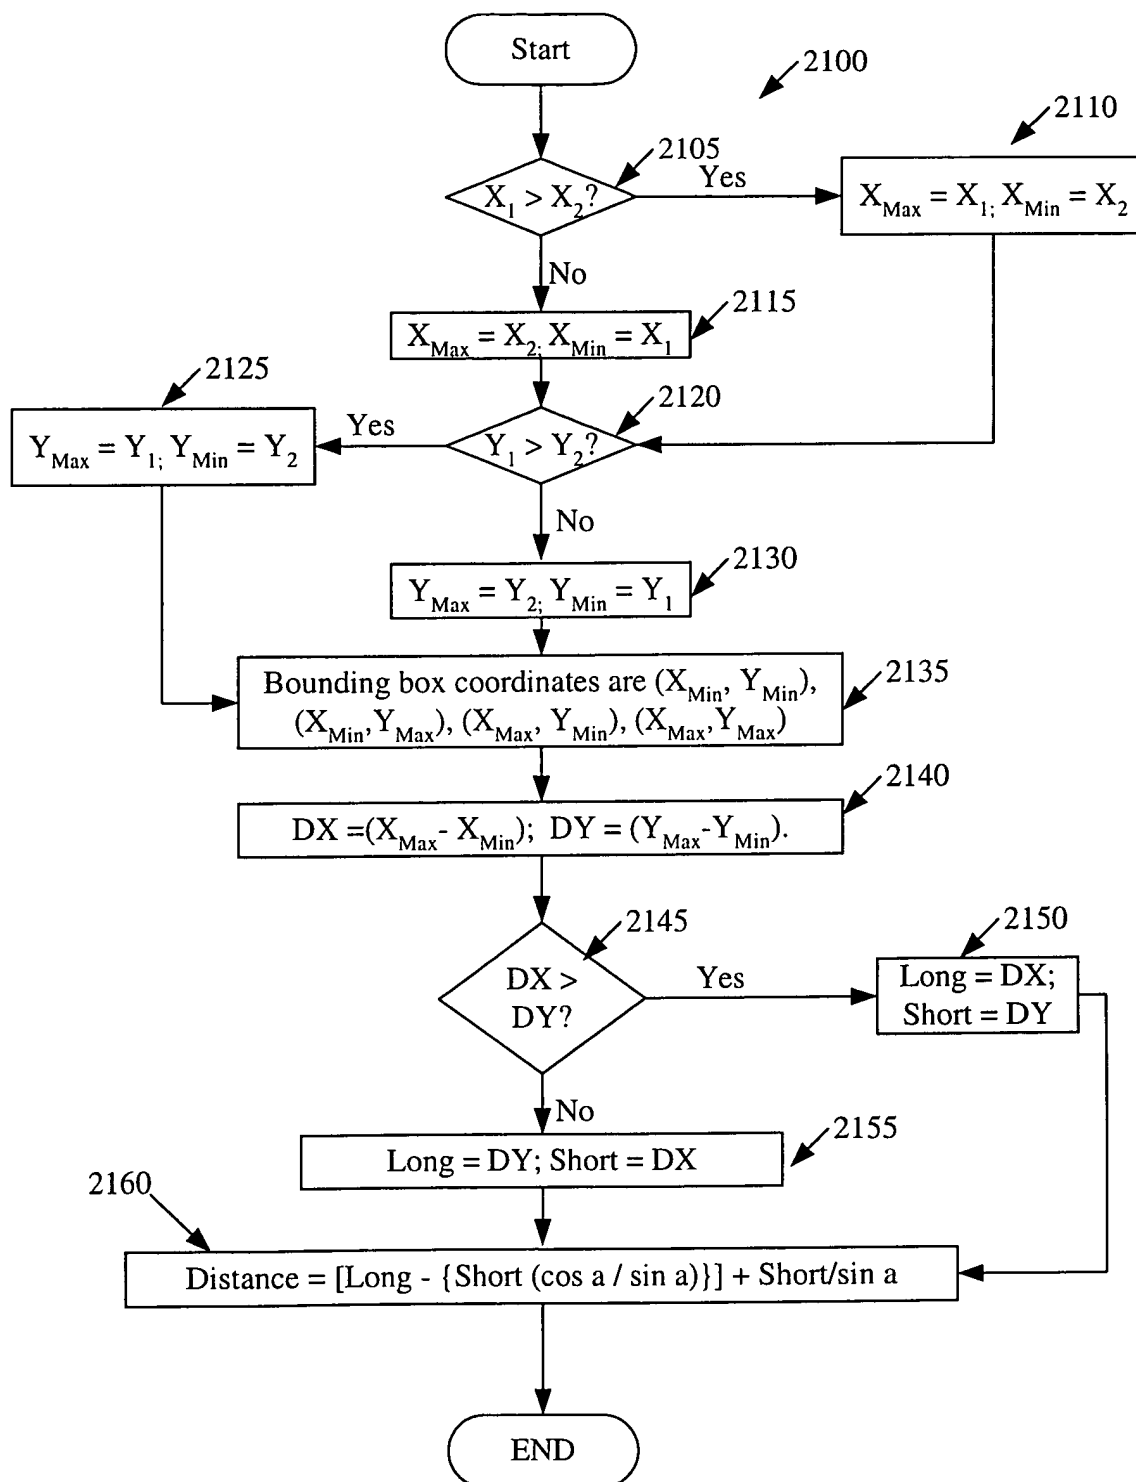 Start
2100
2110
2105
X1 > X2?
Yes
XMax = X1; XMin = X2
No
2115
XMax = X2; XMin = X1
2125
2120
Yes
YMax = Y1; YMin = Y2
Y1 > Y2?
No
2130
YMax = Y2; YMin = Y1
2135
Bounding box coordinates are (XMin, YMin),
(XMin,YMax), (XMax, YMin), (XMax,YMax)
2140
DX =(XMax- XMin); DY = (YMax-YMin).
2145
2150
DX >
DY?
Yes
Long = DX;
Short = DY
No
2155
Long = DY; Short = DX
2160
Distance = [Long - {Short (cos a / sin a)}] + Short/sin a
END